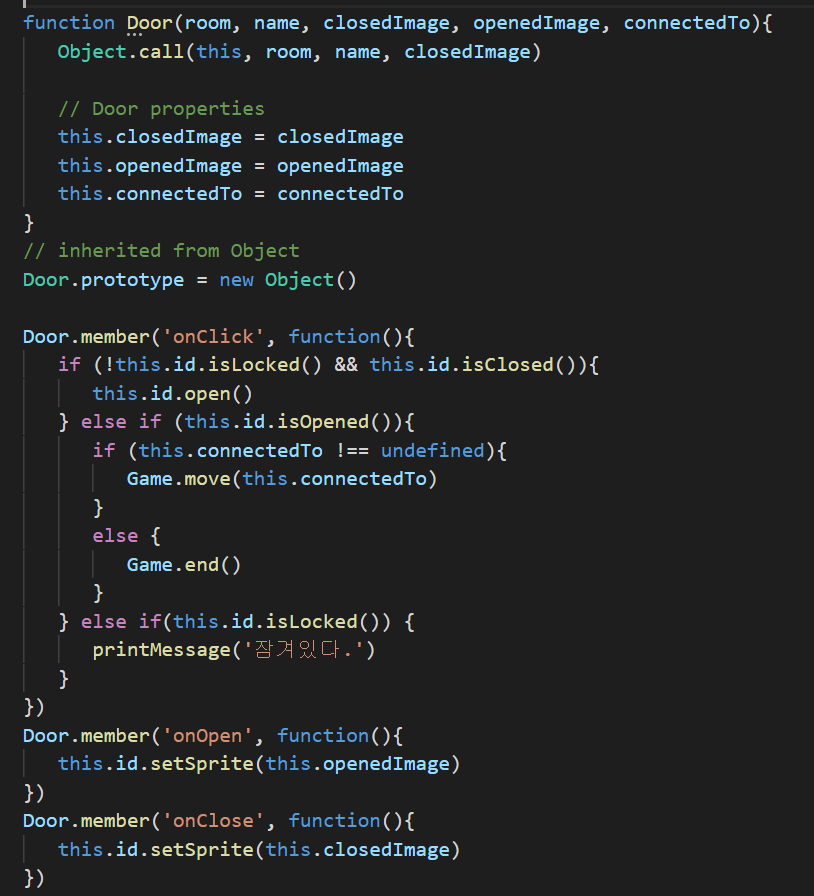 function Door(room, name, closedImage, openedImage, connectedTo){
   Object.call(this, room, name, closedImage)

   // Door properties
   this.closedImage = closedImage
   this.openedImage = openedImage
   this.connectedTo = connectedTo
}
// inherited from Object
Door.prototype = new Object()

Door.member('onClick', function(){
   if (!this.id.isLocked() && this.id.isClosed()){
      this.id.open()
   } else if (this.id.isOpened()){
      if (this.connectedTo !== undefined){
         Game.move(this.connectedTo)
      }
      else {
         Game.end()
      }
   } else if(this.id.isLocked()) {
      printMessage('잠겨있다.')
   }
})
Door.member('onOpen', function(){
   this.id.setSprite(this.openedImage)
})
Door.member('onClose', function(){
   this.id.setSprite(this.closedImage)
})